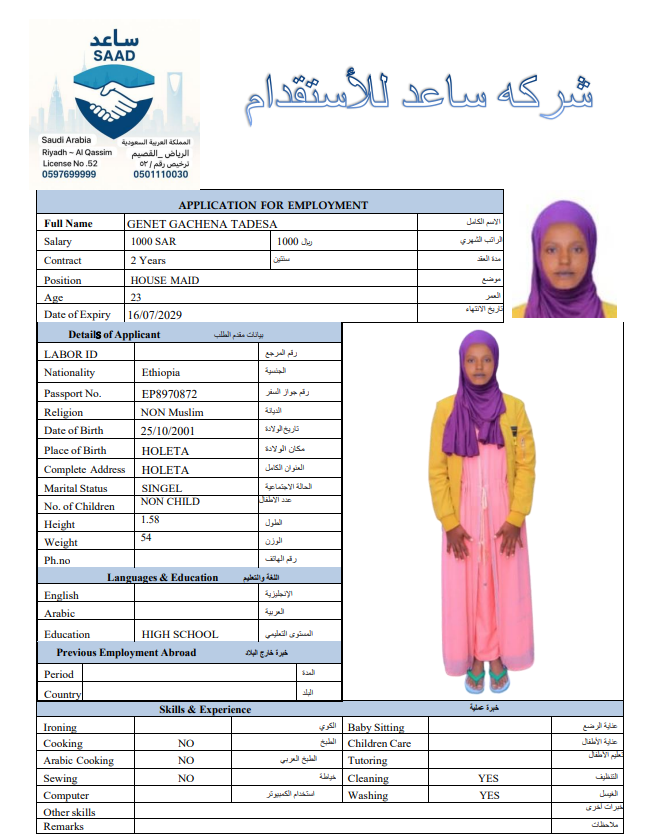 ساعد
SAAD
شركه ساعد للأستقدام
Saudi Arabia المملكة العربية السعودية
Riyadh ~ Al Qassim الرياض _القصيم
License No .52 ترخيص رقم / ٥٢
0597699999 0501110030
APPLICATION FOR EMPLOYMENT
Full Name GENET GACHENA TADESA الاسم الكامل
Salary 1000 SAR 1000 ريال الراتب الشهري
Contract 2 Years سنتين مدة العقد
Position HOUSE MAID موضع
Age 23 العمر
Date of Expiry 16/07/2029 تاريخ الانتهاء
Details of Applicant بيانات مقدم الطلب
LABOR ID رقم المرجع
Nationality Ethiopia الجنسية
Passport No. EP8970872 رقم جواز السفر
Religion NON Muslim الديانة
Date of Birth 25/10/2001 تاريخ الولادة
Place of Birth HOLETA مكان الولادة
Complete Address HOLETA العنوان الكامل
Marital Status SINGEL الحالة الاجتماعية
No. of Children NON CHILD عدد الاطفال
Height 1.58 الطول
Weight 54 الوزن
Ph.no رقم الهاتف
Languages & Education اللغة والتعليم
English الإنجليزية
Arabic العربية
Education HIGH SCHOOL المستوى التعليمي
Previous Employment Abroad خبرة خارج البلاد
Period المدة
Country البلد
Skills & Experience خبرة عملية
Ironing الكوي Baby Sitting عناية الرضع
Cooking NO الطبخ Children Care عناية الأطفال
Arabic Cooking NO الطبخ العربي Tutoring تعليم الأطفال
Sewing NO خياطة Cleaning YES التنظيف
Computer استخدام الكمبيوتر Washing YES الغيسل
Other skills خبرات اخرى
Remarks ملاحظات